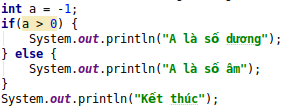 int a = -1;
if(a > 0) {
System.out.println("A là số dương");
} else {
System.out.println("A là số âm");
}
System.out.println("Kết thúc");